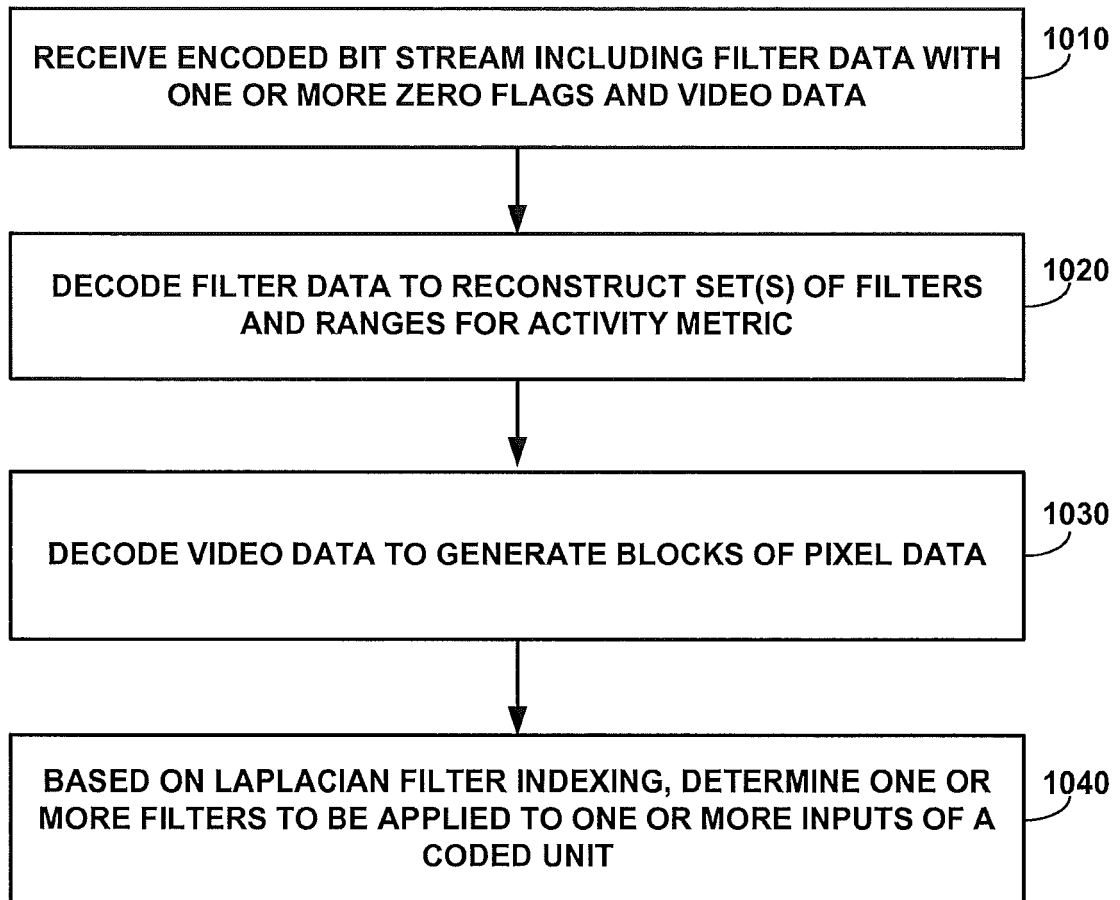 RECEIVE ENCODED BIT STREAM INCLUDING FILTER DATA WITH
ONE OR MORE ZERO FLAGS AND VIDEO DATA
1010
DECODE FILTER DATA TO RECONSTRUCT SET(S) OF FILTERS
AND RANGES FOR ACTIVITY METRIC
1020
DECODE VIDEO DATA TO GENERATE BLOCKS OF PIXEL DATA
1030
BASED ON LAPLACIAN FILTER INDEXING, DETERMINE ONE OR
MORE FILTERS TO BE APPLIED TO ONE OR MORE INPUTS OF A
CODED UNIT
1040